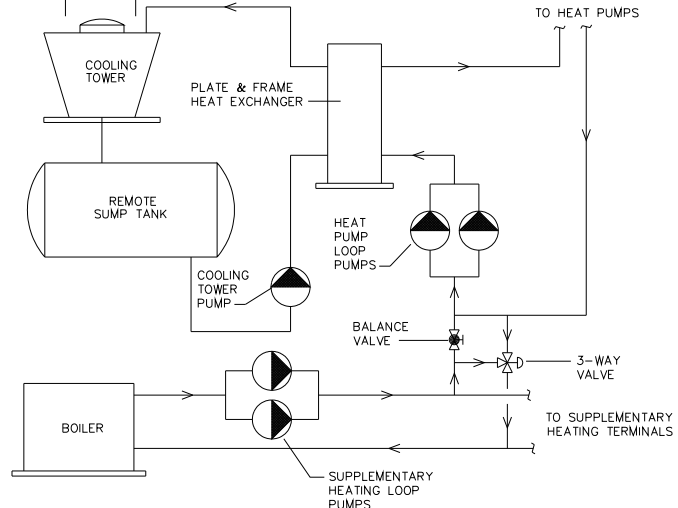 TO HEAT PUMPS
COOLING
TOWER
PLATE & FRAME
HEAT EXCHANGER
REMOTE
SUMP TANK
HEAT
PUMP
LOOP
PUMPS
COOLING
TOWER
PUMP
BALANCE
VALVE
3-WAY
VALVE
BOILER
TO SUPPLEMENTARY
HEATING TERMINALS
SUPPLEMENTARY
HEATING LOOP
PUMPS